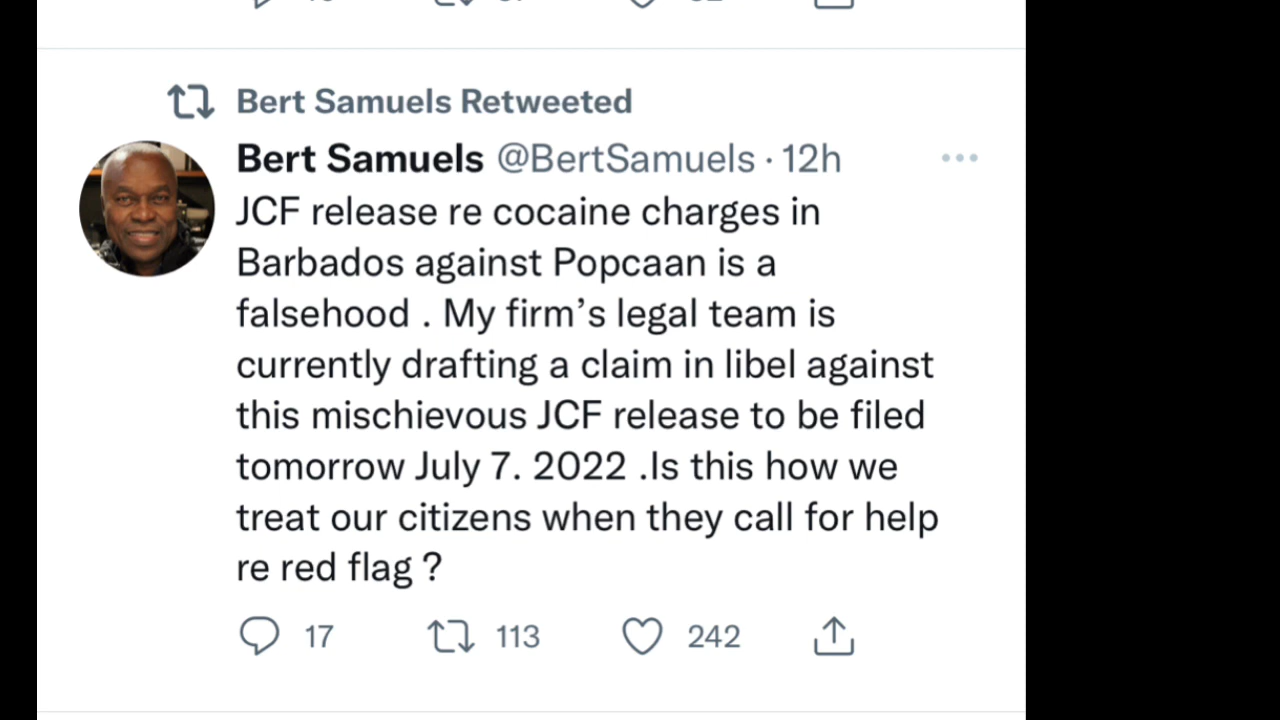 Bert Samuels Retweeted
Bert Samuels @BertSamuels · 12h
JCF release re cocaine charges in
Barbados against Popcaan is a
falsehood . My firm’s legal team is
currently drafting a claim in libel against
this mischievous JCF release to be filed
tomorrow July 7. 2022 .Is this how we
treat our citizens when they call for help
re red flag ?
17 113 242